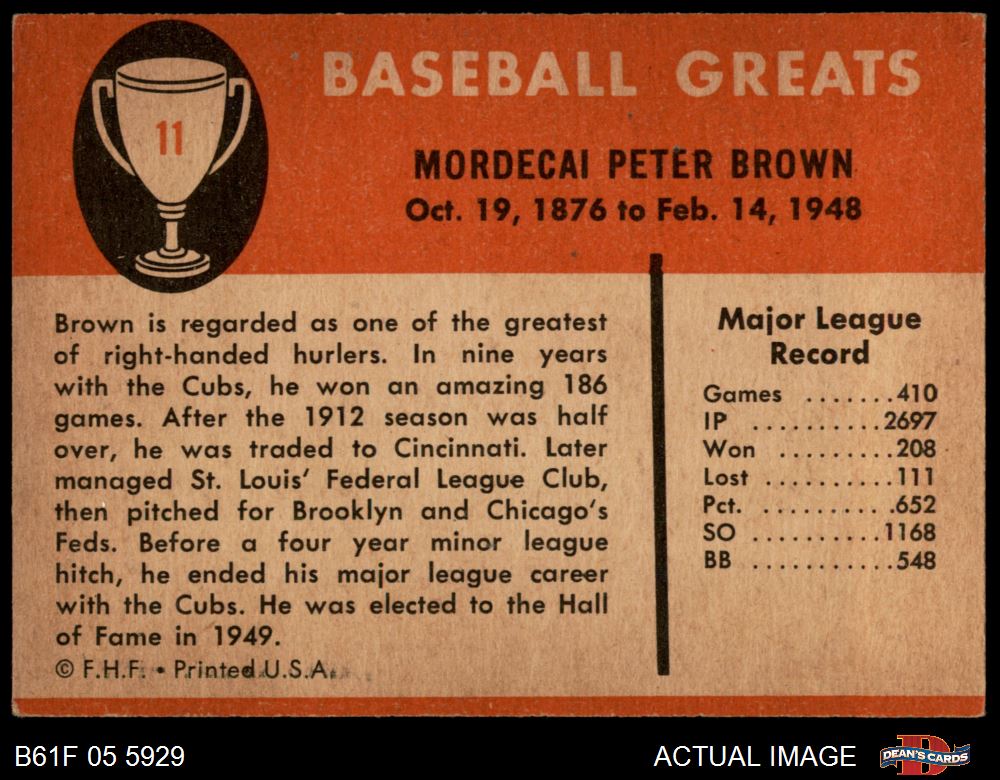 11
BASEBALL GREATS
MORDECAI PETER BROWN
Oct. 19, 1876 to Feb. 14, 1948
Brown is regarded as one of the greatest
of right-handed hurlers. In nine years
with the Cubs, he won an amazing 186
games. After the 1912 season was half
over, he was traded to Cincinnati. Later
managed St. Louis' Federal League Club,
then pitched for Brooklyn and Chicago's
Feds. Before a four year minor league
hitch, he ended his major league career
with the Cubs. He was elected to the Hall
of Fame in 1949.
© F.H.F. • Printed U.S.A.
Major League
Record
Games .......410
IP ..........2697
Won .........208
Lost ..........111
Pct. ..........652
SO ..........1168
BB ...........548
B61F 05 5929
ACTUAL IMAGE
DEAN'S CARDS